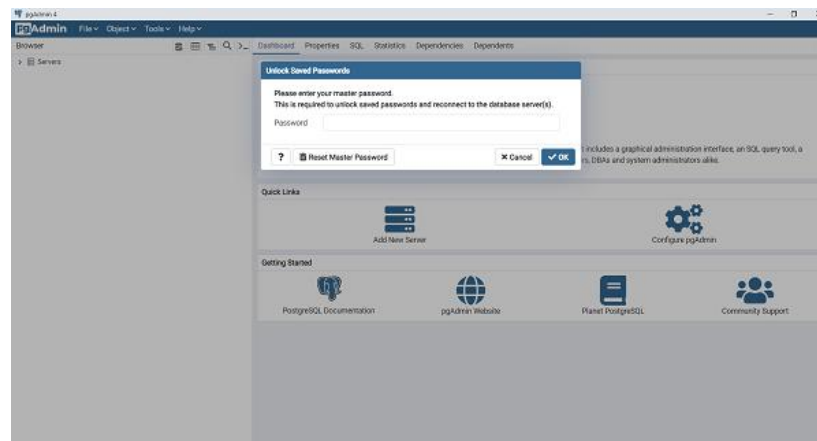 pgAdmin 4
pgAdmin File Object Tools Help
Browser
Dashboard Properties SQL Statistics Dependencies Dependents
Servers
Unlock Saved Passwords
Please enter your master password.
This is required to unlock saved passwords and reconnect to the database server(s).
Password
? Reset Master Password Cancel OK
includes a graphical administration interface, an SQL query tool, a
rs, DBAs and system administrators alike.
Quick Links
Add New Server
Configure pgAdmin
Getting Started
PostgreSQL Documentation
pgAdmin Website
Planet PostgreSQL
Community Support